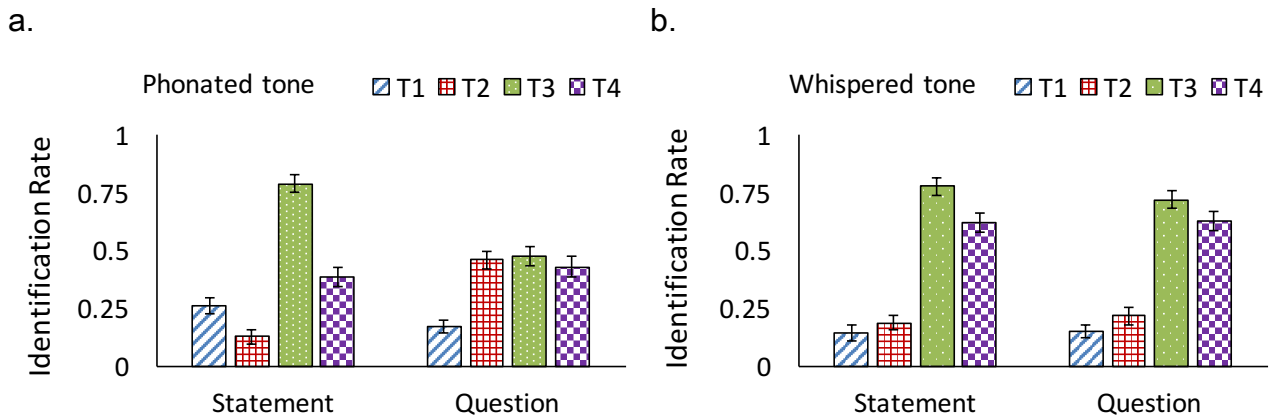 a.
Phonated tone T1 T2 T3 T4
Identification Rate
1
0.75
0.5
0.25
0
Statement Question
b.
Whispered tone T1 T2 T3 T4
Identification Rate
1
0.75
0.5
0.25
0
Statement Question